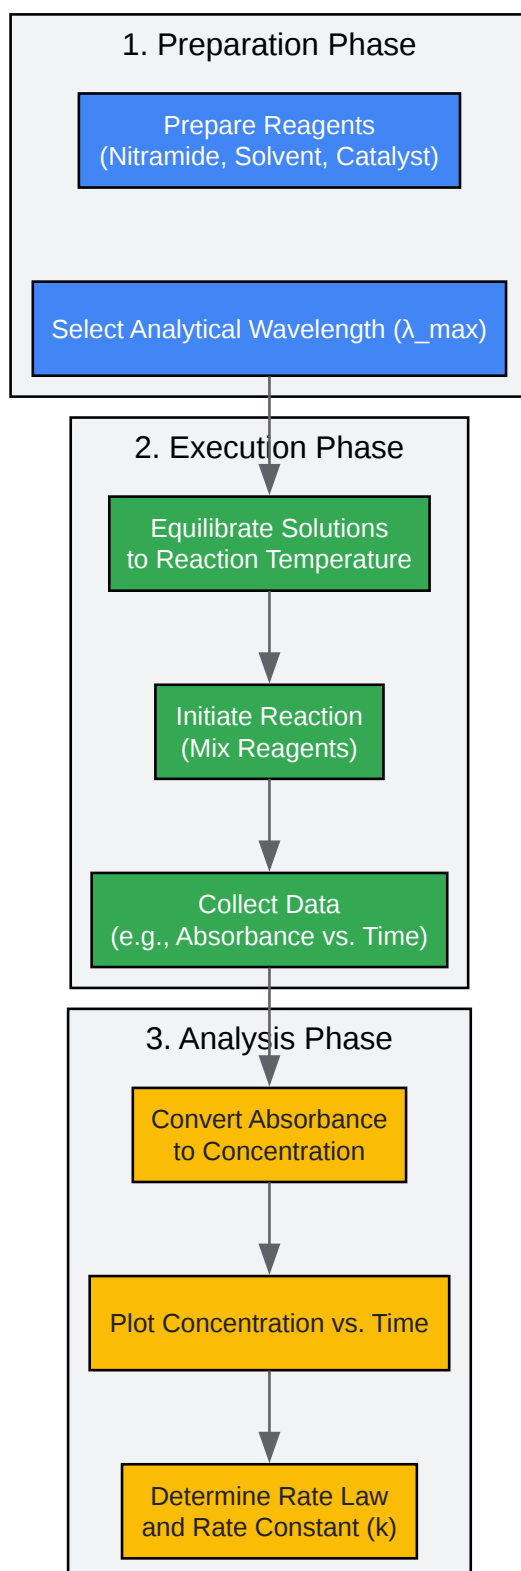 1. Preparation Phase
Prepare Reagents
(Nitramide, Solvent, Catalyst)
Select Analytical Wavelength (λ_max)
2. Execution Phase
Equilibrate Solutions
to Reaction Temperature
Initiate Reaction
(Mix Reagents)
Collect Data
(e.g., Absorbance vs. Time)
3. Analysis Phase
Convert Absorbance
to Concentration
Plot Concentration vs. Time
Determine Rate Law
and Rate Constant (k)